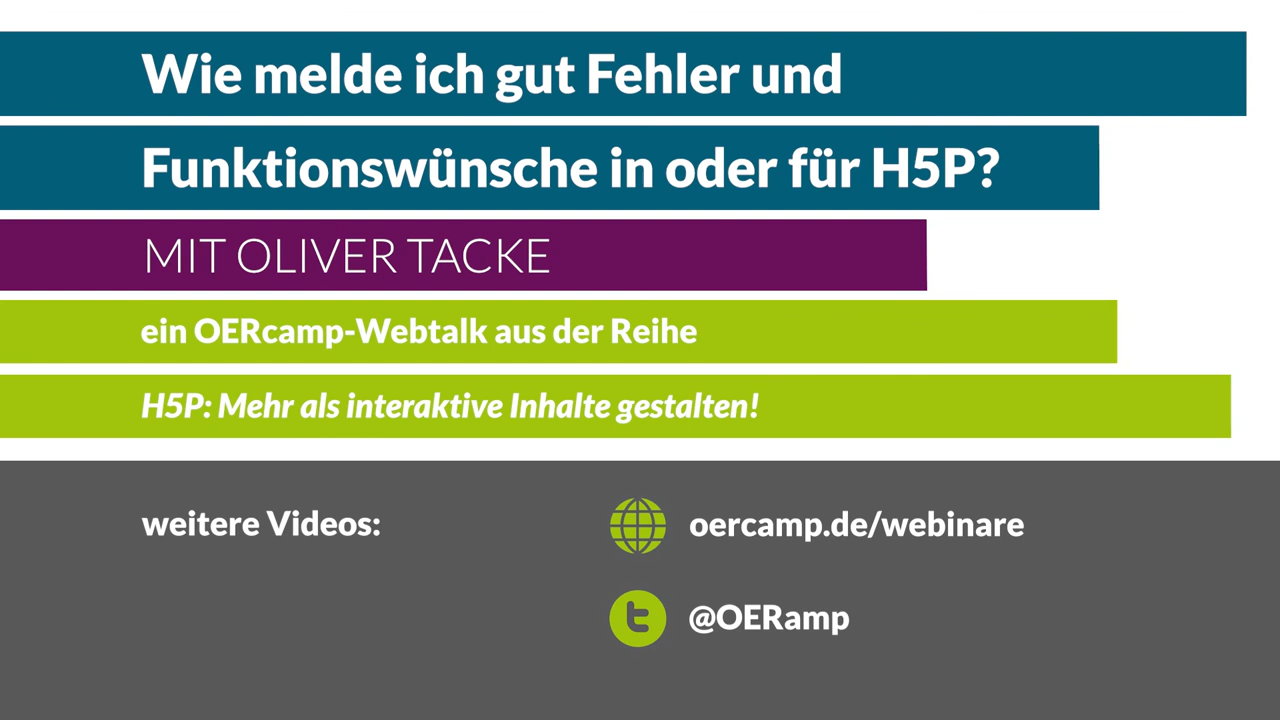 Wie melde ich gut Fehler und
Funktionswünsche in oder für H5P?
MIT OLIVER TACKE
ein OERcamp-Webtalk aus der Reihe
H5P: Mehr als interaktive Inhalte gestalten!
weitere Videos:
oercamp.de/webinare
@OERamp